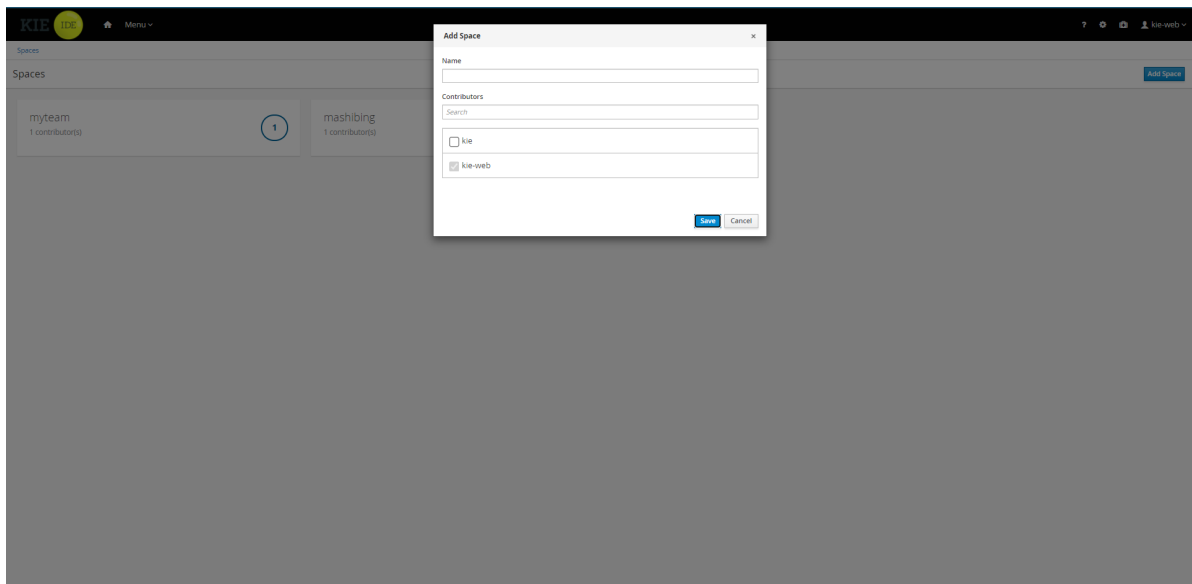 KIE IDE Menu kie-web
Spaces
Spaces
Add Space
myteam
1 contributor(s)
1
mashibing
1 contributor(s)
Add Space
Name
Contributors
Search
kie
kie-web
Save Cancel